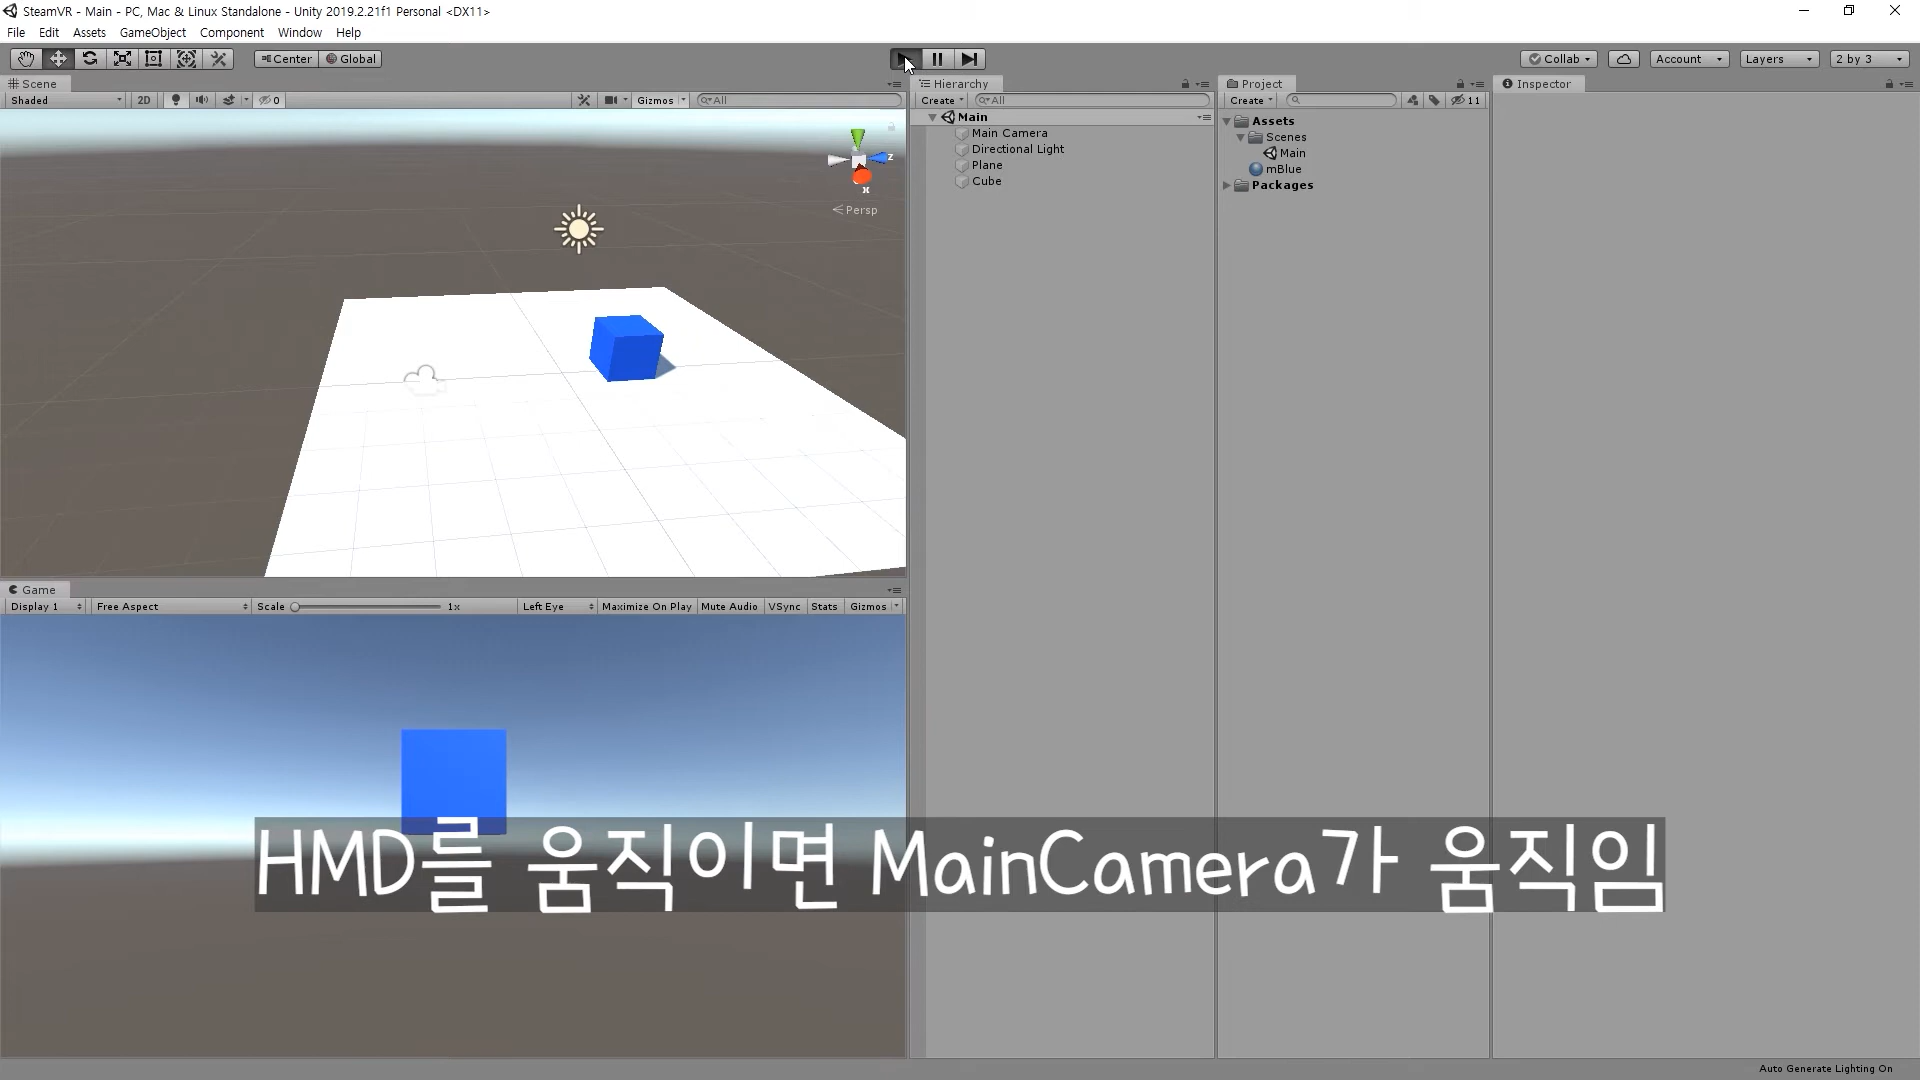 SteamVR - Main - PC, Mac & Linux Standalone - Unity 2019.2.21f1 Personal <DX11>
File Edit Assets GameObject Component Window Help
Center Global Collab Account Layers 2 by 3
Scene
Shaded 2D 0 Gizmos All
z
x
Persp
Hierarchy
Create All
Main
Main Camera
Directional Light
Plane
Cube
Project
Create 11
Assets
Scenes
Main
mBlue
Packages
Inspector
Game
Display 1 Free Aspect Scale 1x Left Eye Maximize On Play Mute Audio VSync Stats Gizmos
HMD를 움직이면 MainCamera가 움직임
Auto Generate Lighting On